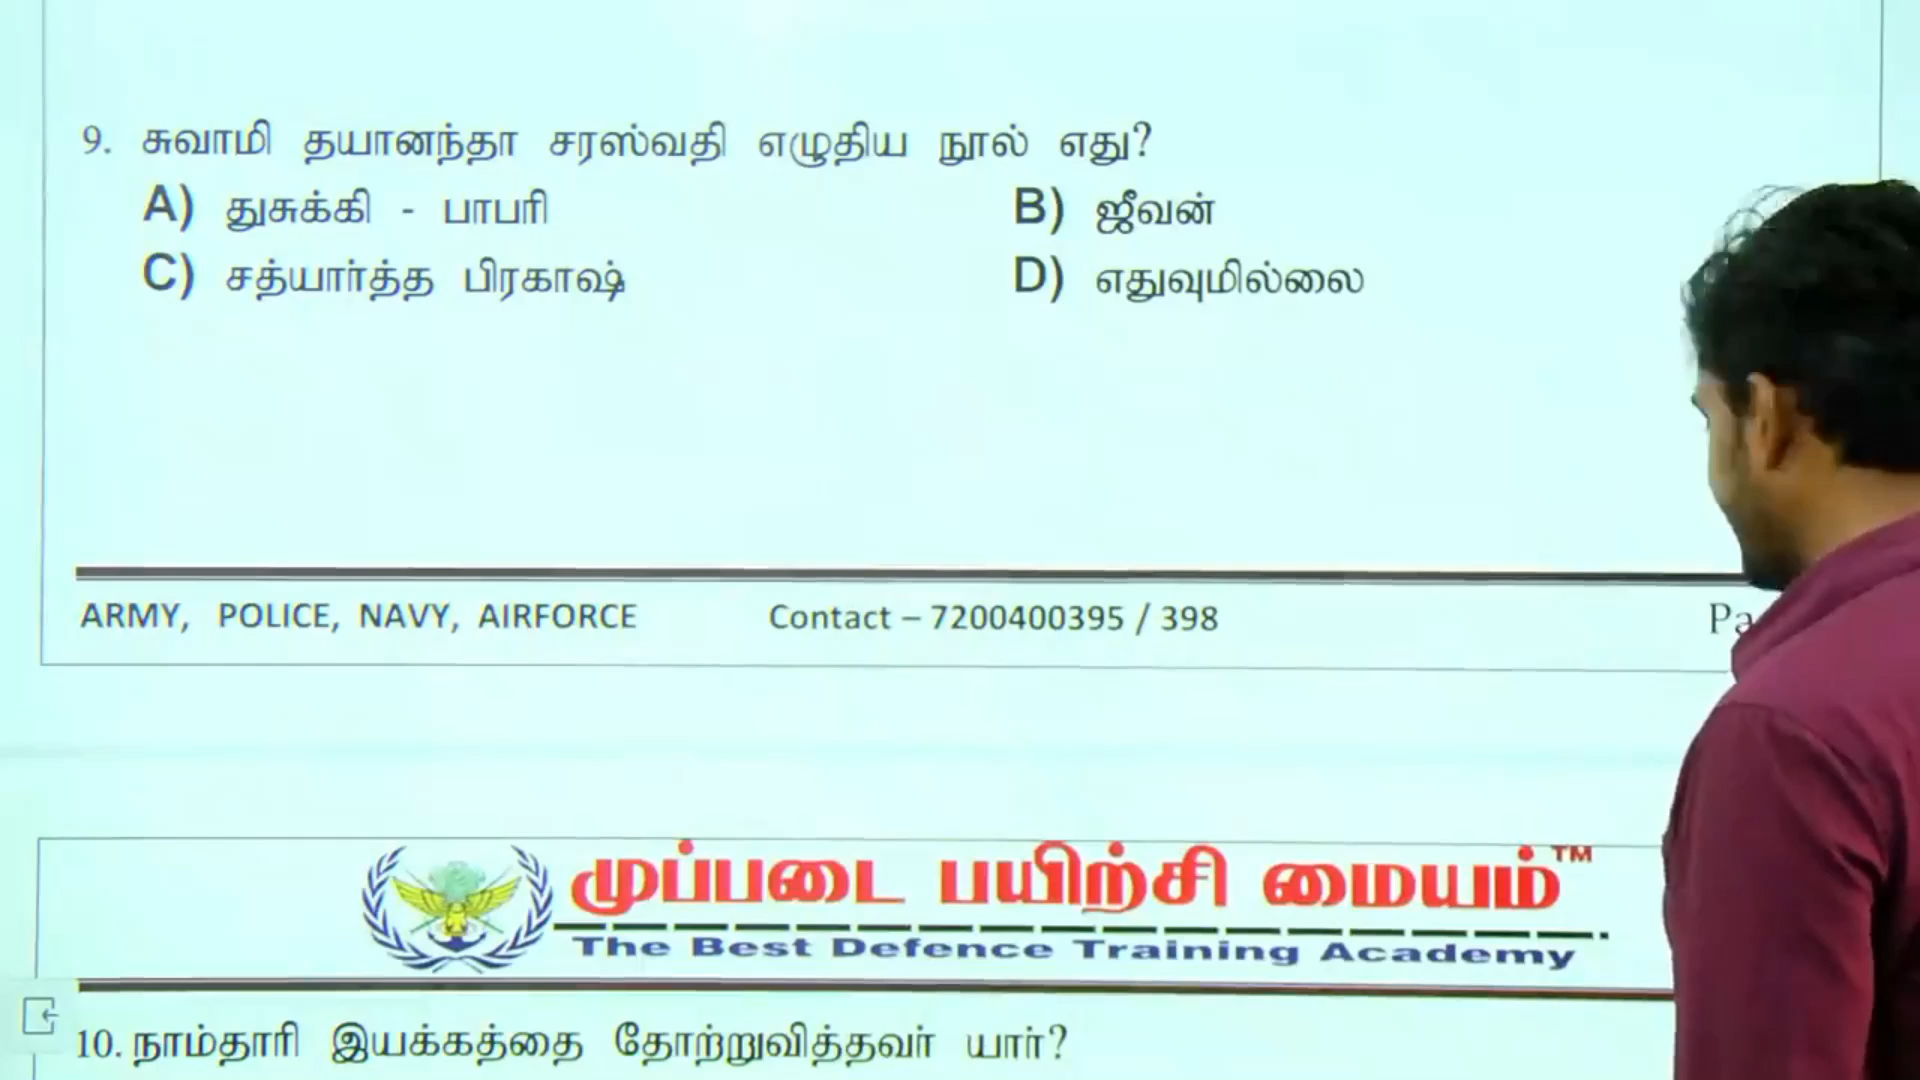 9. சுவாமி தயானந்தா சரஸ்வதி எழுதிய நூல் எது?
A) துசுக்கி - பாபரி
B) ஜீவன்
C) சத்யார்த்த பிரகாஷ்
D) எதுவுமில்லை
ARMY, POLICE, NAVY, AIRFORCE Contact – 7200400395 / 398
முப்படை பயிற்சி மையம்™
The Best Defence Training Academy
10. நாம்தாரி இயக்கத்தை தோற்றுவித்தவர் யார்?